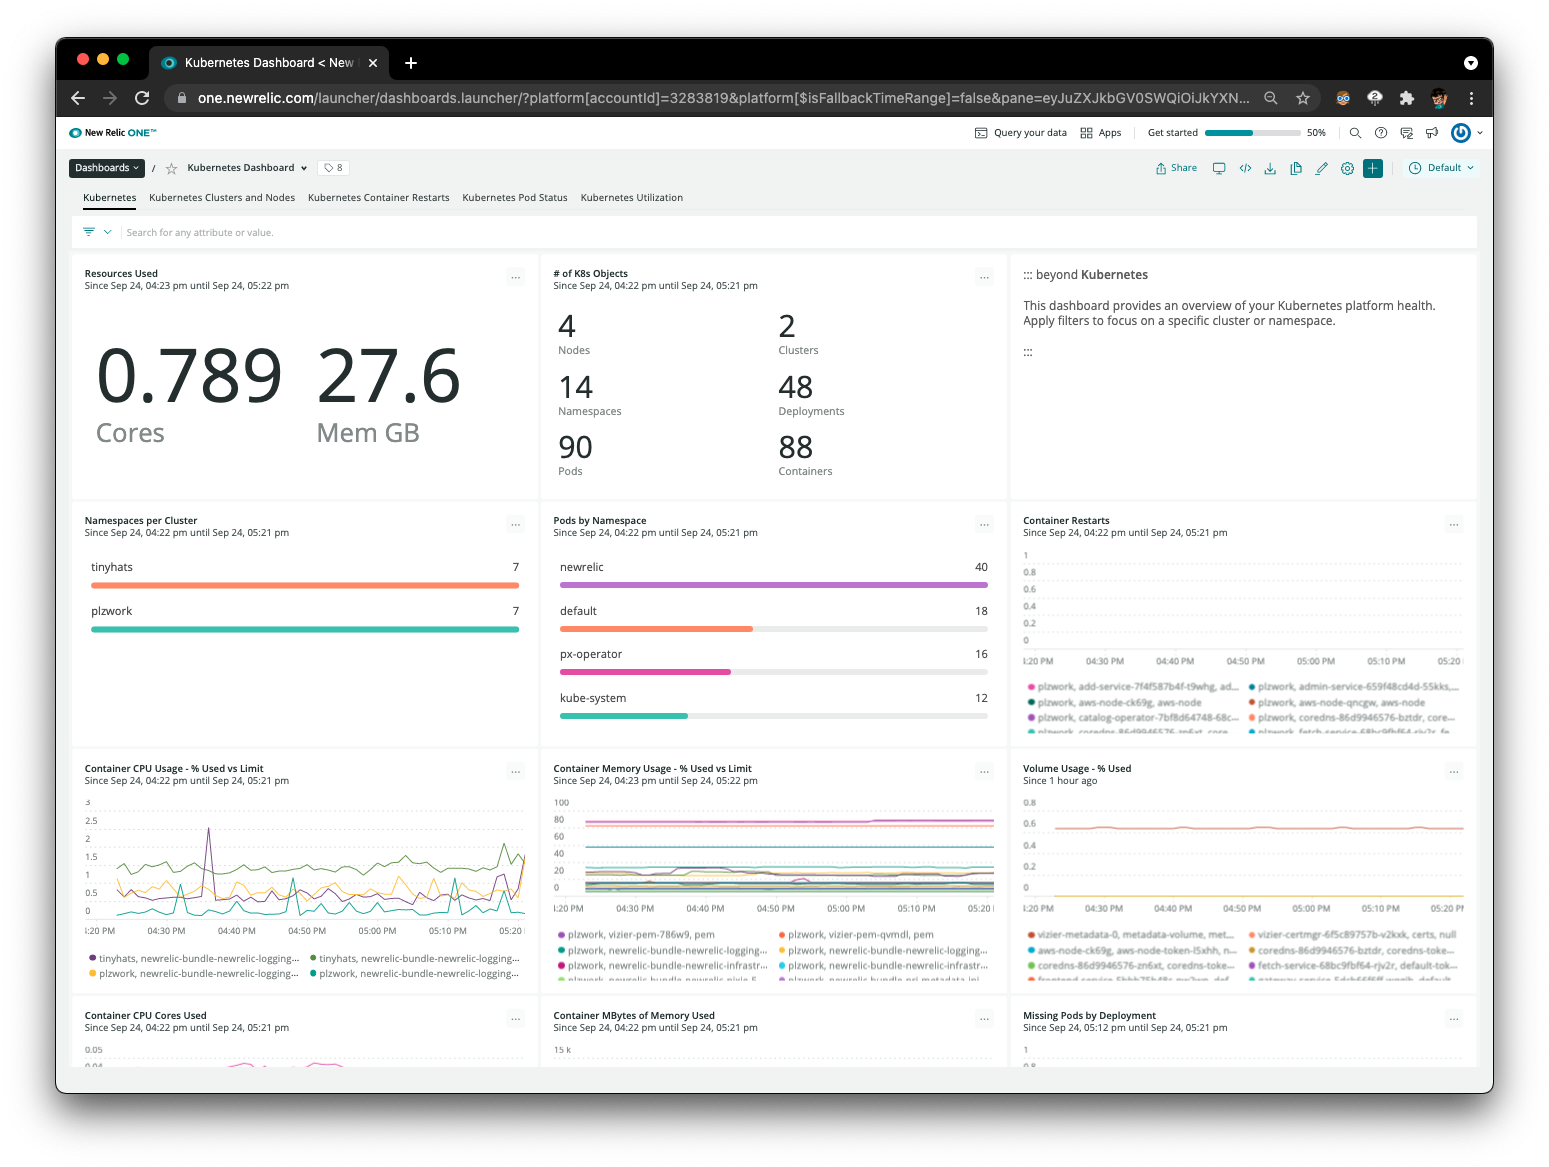 Kubernetes Dashboard < New
one.newrelic.com/launcher/dashboards.launcher/?platform[accountId]=3283819&platform[$isFallbackTimeRange]=false&pane=eyJuZXJkbGV0SWQiOiJkYXN...
New Relic ONE™
Query your data
Apps
Get started
50%
Dashboards
/
Kubernetes Dashboard
8
Share
Default
Kubernetes
Kubernetes Clusters and Nodes
Kubernetes Container Restarts
Kubernetes Pod Status
Kubernetes Utilization
Search for any attribute or value.
Resources Used
Since Sep 24, 04:23 pm until Sep 24, 05:22 pm
0.789
Cores
27.6
Mem GB
# of K8s Objects
Since Sep 24, 04:22 pm until Sep 24, 05:21 pm
4
Nodes
2
Clusters
14
Namespaces
48
Deployments
90
Pods
88
Containers
::: beyond Kubernetes
This dashboard provides an overview of your Kubernetes platform health.
Apply filters to focus on a specific cluster or namespace.
:::
Namespaces per Cluster
Since Sep 24, 04:22 pm until Sep 24, 05:21 pm
tinyhats 7
plzwork 7
Pods by Namespace
Since Sep 24, 04:22 pm until Sep 24, 05:21 pm
newrelic 40
default 18
px-operator 16
kube-system 12
Container Restarts
Since Sep 24, 04:22 pm until Sep 24, 05:21 pm
1
0.8
0.6
0.4
0.2
0
:20 PM 04:30 PM 04:40 PM 04:50 PM 05:00 PM 05:10 PM 05:20
plzwork, add-service-7f4f587b4f-t9whg, ad...
plzwork, admin-service-659f48cd4d-55kks,...
plzwork, aws-node-ck69g, aws-node
plzwork, aws-node-qncgw, aws-node
plzwork, catalog-operator-7bf8d64748-68c...
plzwork, coredns-86d9946576-bztdr, core...
plzwork, coredns-86d9946576-zn6xt, core...
plzwork, fetch-service-68bc9fbf64-rjv2r, fe...
Container CPU Usage - % Used vs Limit
Since Sep 24, 04:22 pm until Sep 24, 05:21 pm
3
2.5
2
1.5
1
0.5
0
:20 PM 04:30 PM 04:40 PM 04:50 PM 05:00 PM 05:10 PM 05:20
tinyhats, newrelic-bundle-newrelic-logging...
tinyhats, newrelic-bundle-newrelic-logging...
plzwork, newrelic-bundle-newrelic-logging...
plzwork, newrelic-bundle-newrelic-logging...
Container Memory Usage - % Used vs Limit
Since Sep 24, 04:23 pm until Sep 24, 05:22 pm
100
80
60
40
20
0
:20 PM 04:30 PM 04:40 PM 04:50 PM 05:00 PM 05:10 PM 05:20
plzwork, vizier-pem-786w9, pem
plzwork, vizier-pem-qvmdl, pem
plzwork, newrelic-bundle-newrelic-logging...
plzwork, newrelic-bundle-newrelic-logging...
plzwork, newrelic-bundle-newrelic-infrastr...
plzwork, newrelic-bundle-newrelic-infrastr...
Volume Usage - % Used
Since 1 hour ago
0.8
0.6
0.4
0.2
0
:20 PM 04:30 PM 04:40 PM 04:50 PM 05:00 PM 05:10 PM 05:20 PM
vizier-metadata-0, metadata-volume, met...
vizier-certmgr-6f5c89757b-v2kxk, certs, null
aws-node-ck69g, aws-node-token-l5xhh, n...
coredns-86d9946576-bztdr, coredns-toke...
coredns-86d9946576-zn6xt, coredns-toke...
fetch-service-68bc9fbf64-rjv2r, default-tok...
Container CPU Cores Used
Since Sep 24, 04:22 pm until Sep 24, 05:21 pm
0.05
0.04
Container MBytes of Memory Used
Since Sep 24, 04:22 pm until Sep 24, 05:21 pm
15 k
Missing Pods by Deployment
Since Sep 24, 05:12 pm until Sep 24, 05:21 pm
1
0.8